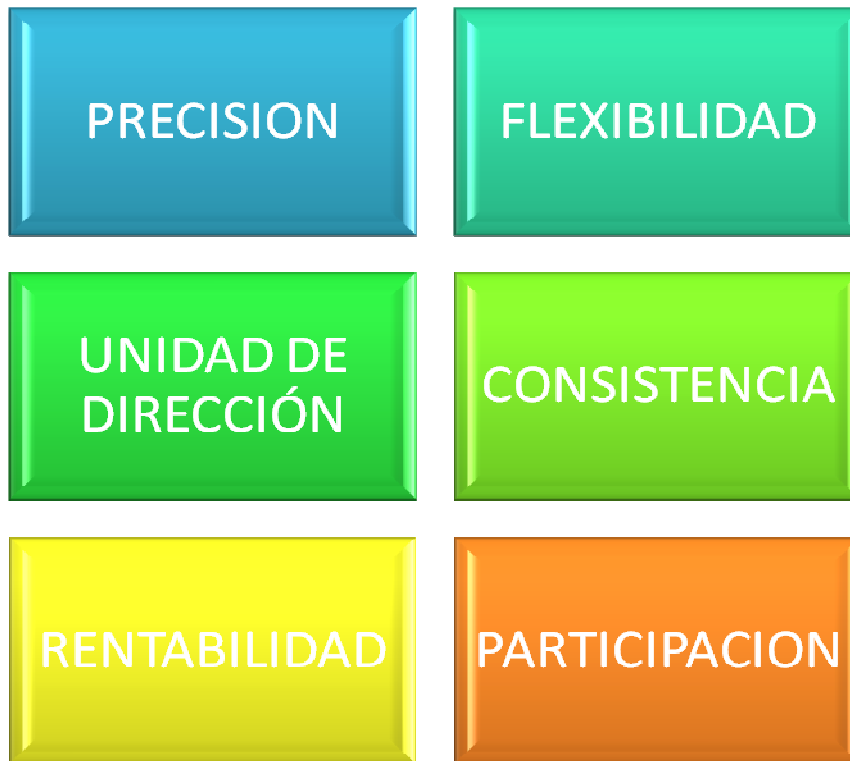 PRECISION
FLEXIBILIDAD
UNIDAD DE
DIRECCIÓN
CONSISTENCIA
RENTABILIDAD
PARTICIPACION